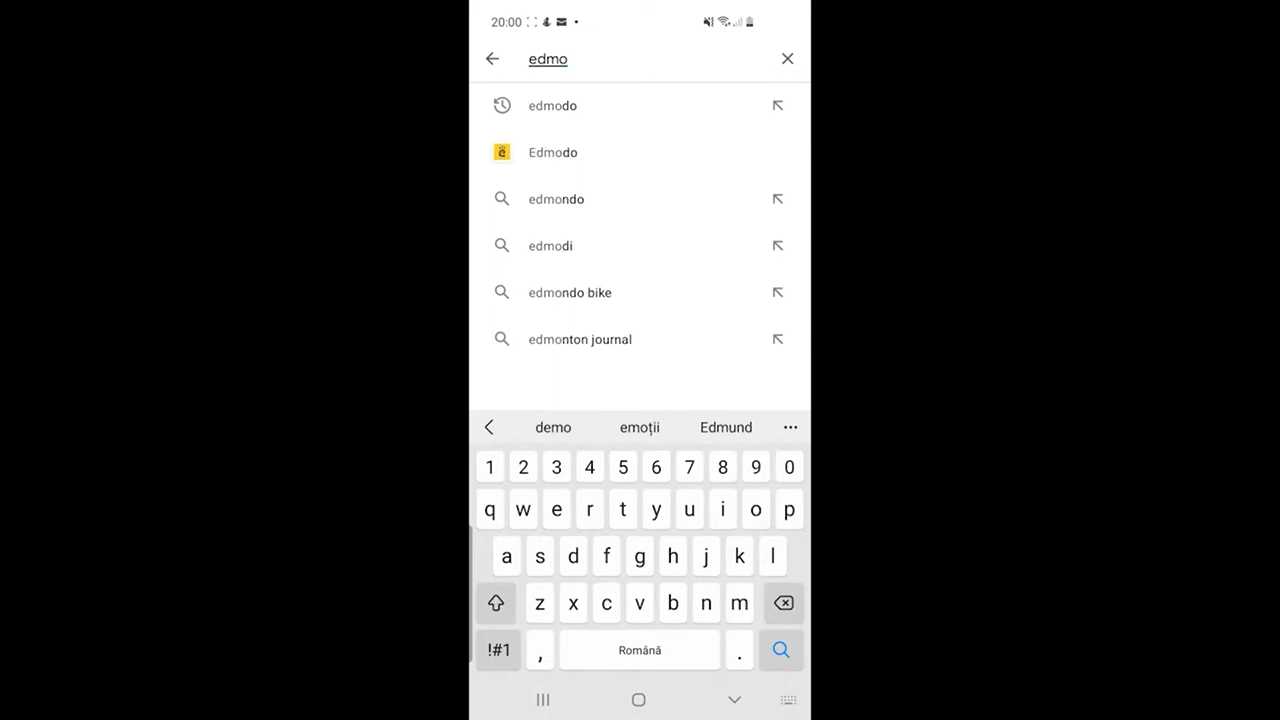 20:00
edmo
edmodo
Edmodo
edmondo
edmodi
edmondo bike
edmonton journal
demo emoții Edmund
1 2 3 4 5 6 7 8 9 0
q w e r t y u i o p
a s d f g h j k l
z x c v b n m
!#1 , Română .